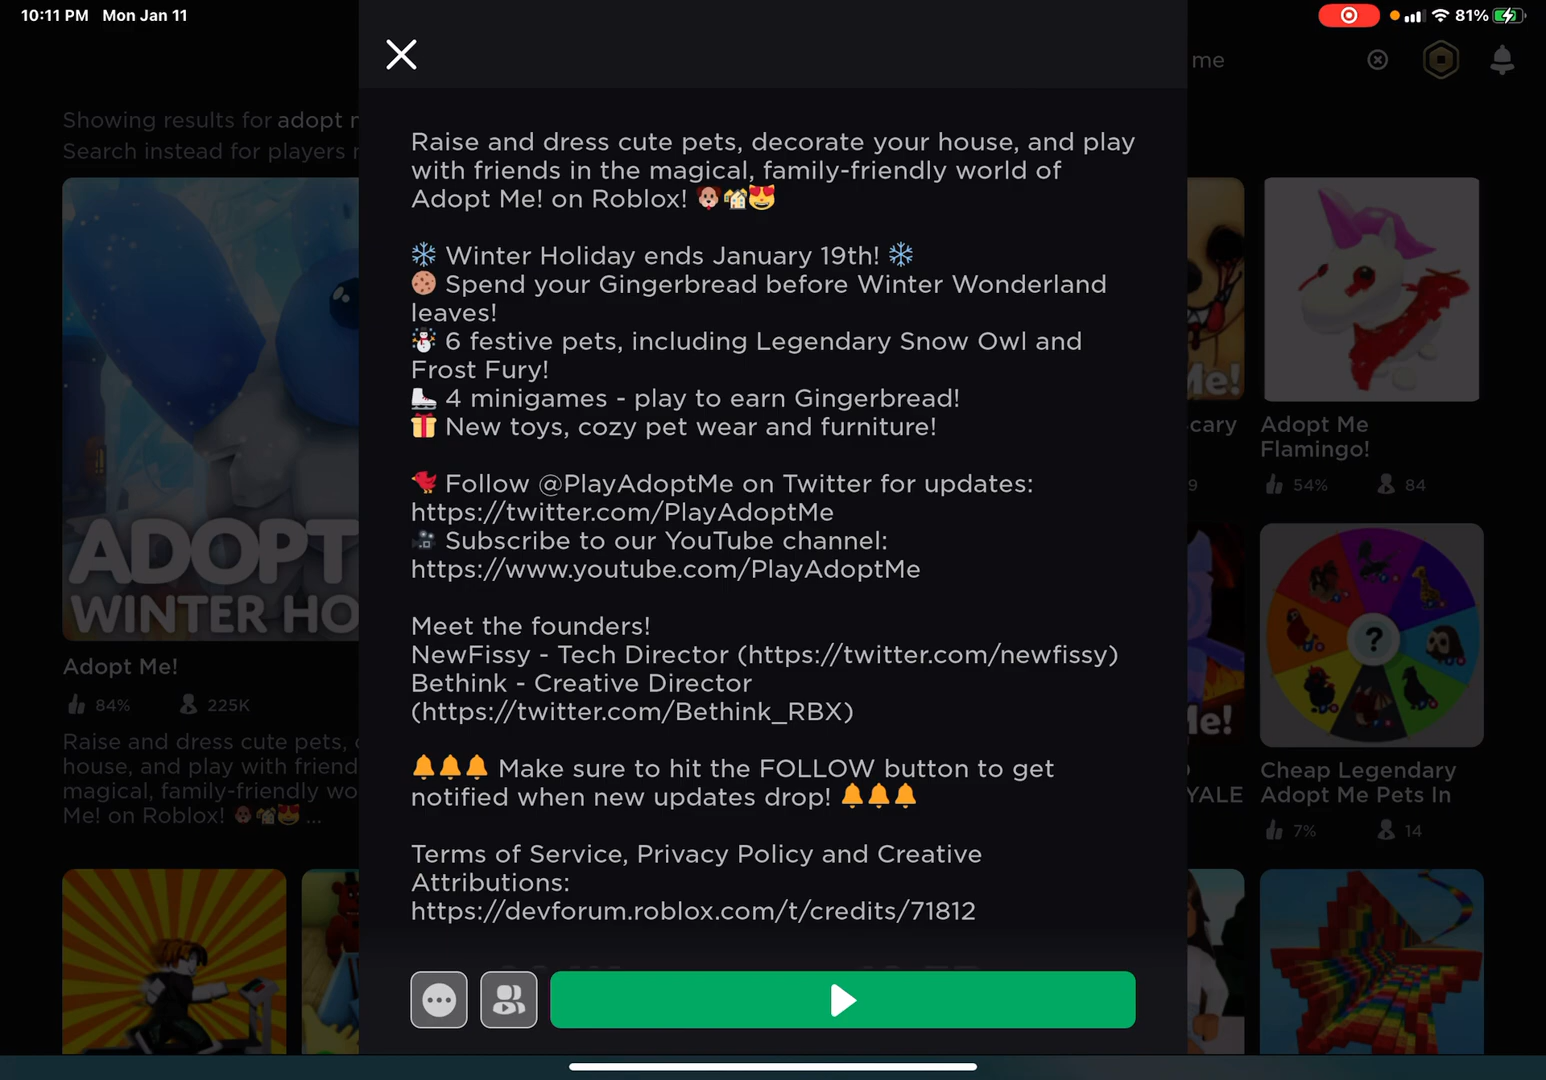 10:11 PM Mon Jan 11
81%
me
Showing results for adopt
Search instead for players
Raise and dress cute pets, decorate your house, and play
with friends in the magical, family-friendly world of
Adopt Me! on Roblox! 🐶🏘️😻
❄️ Winter Holiday ends January 19th! ❄️
🍪 Spend your Gingerbread before Winter Wonderland
leaves!
☃️ 6 festive pets, including Legendary Snow Owl and
Frost Fury!
⛸️ 4 minigames - play to earn Gingerbread!
🎁 New toys, cozy pet wear and furniture!
🐦 Follow @PlayAdoptMe on Twitter for updates:
https://twitter.com/PlayAdoptMe
🎥 Subscribe to our YouTube channel:
https://www.youtube.com/PlayAdoptMe
Meet the founders!
NewFissy - Tech Director (https://twitter.com/newfissy)
Bethink - Creative Director
(https://twitter.com/Bethink_RBX)
🔔🔔🔔 Make sure to hit the FOLLOW button to get
notified when new updates drop! 🔔🔔🔔
Terms of Service, Privacy Policy and Creative
Attributions:
https://devforum.roblox.com/t/credits/71812
ADOPT
WINTER HO
Adopt Me!
84% 225K
Raise and dress cute pets,
house, and play with friend
magical, family-friendly wo
Me! on Roblox! 🐶🏘️😻 ...
Me!
cary
9
Adopt Me
Flamingo!
54% 84
?
le!
YALE
Cheap Legendary
Adopt Me Pets In
7% 14